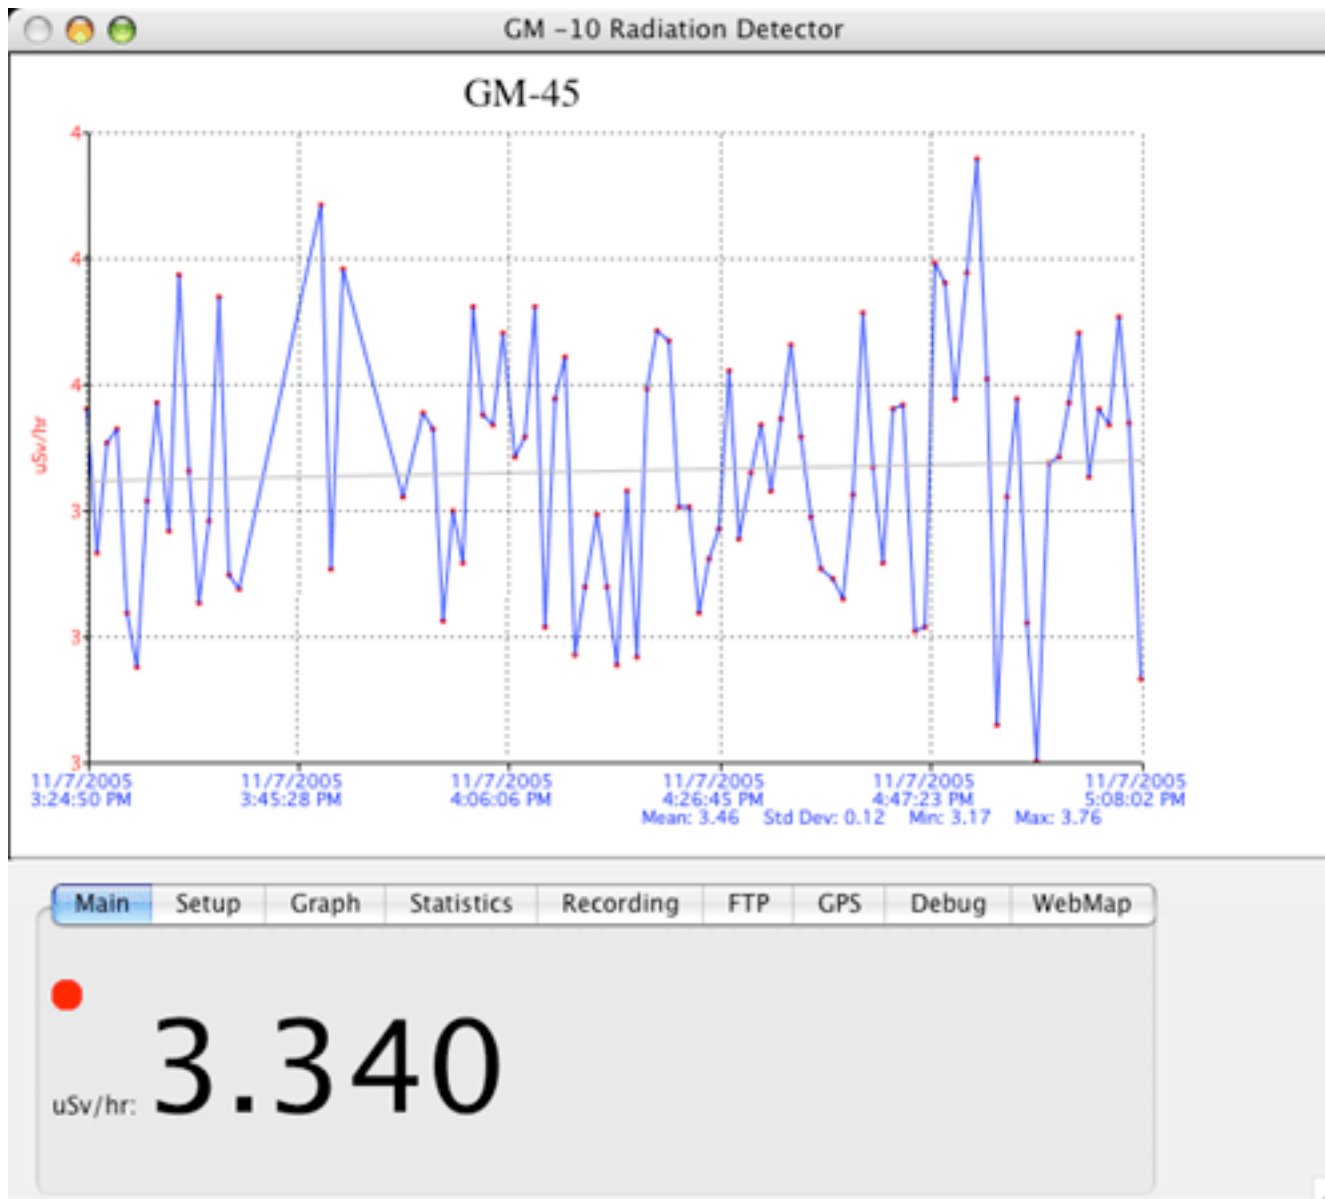 GM -10 Radiation Detector
GM-45
4
4
4
uSv/hr
3
3
3
11/7/2005 11/7/2005 11/7/2005 11/7/2005 11/7/2005 11/7/2005
3:24:50 PM 3:45:28 PM 4:06:06 PM 4:26:45 PM 4:47:23 PM 5:08:02 PM
Mean: 3.46 Std Dev: 0.12 Min: 3.17 Max: 3.76
Main Setup Graph Statistics Recording FTP GPS Debug WebMap
uSv/hr: 3.340